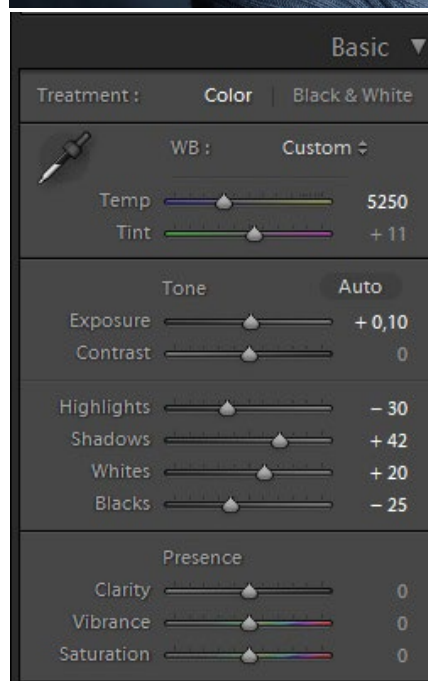 Basic
Treatment : Color Black & White
WB : Custom
Temp 5250
Tint + 11
Tone Auto
Exposure + 0,10
Contrast 0
Highlights − 30
Shadows + 42
Whites + 20
Blacks − 25
Presence
Clarity 0
Vibrance 0
Saturation 0